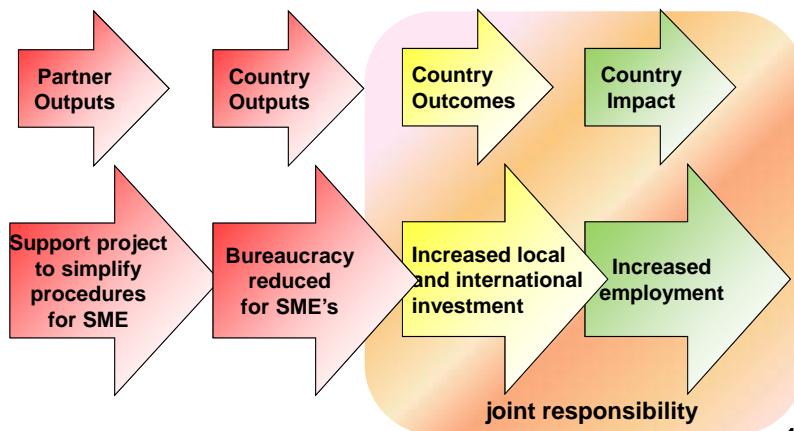 Partner
Outputs
Country
Outputs
Country
Outcomes
Country
Impact
Support project
to simplify
procedures
for SME
Bureaucracy
reduced
for SME's
Increased local
and international
investment
Increased
employment
joint responsibility